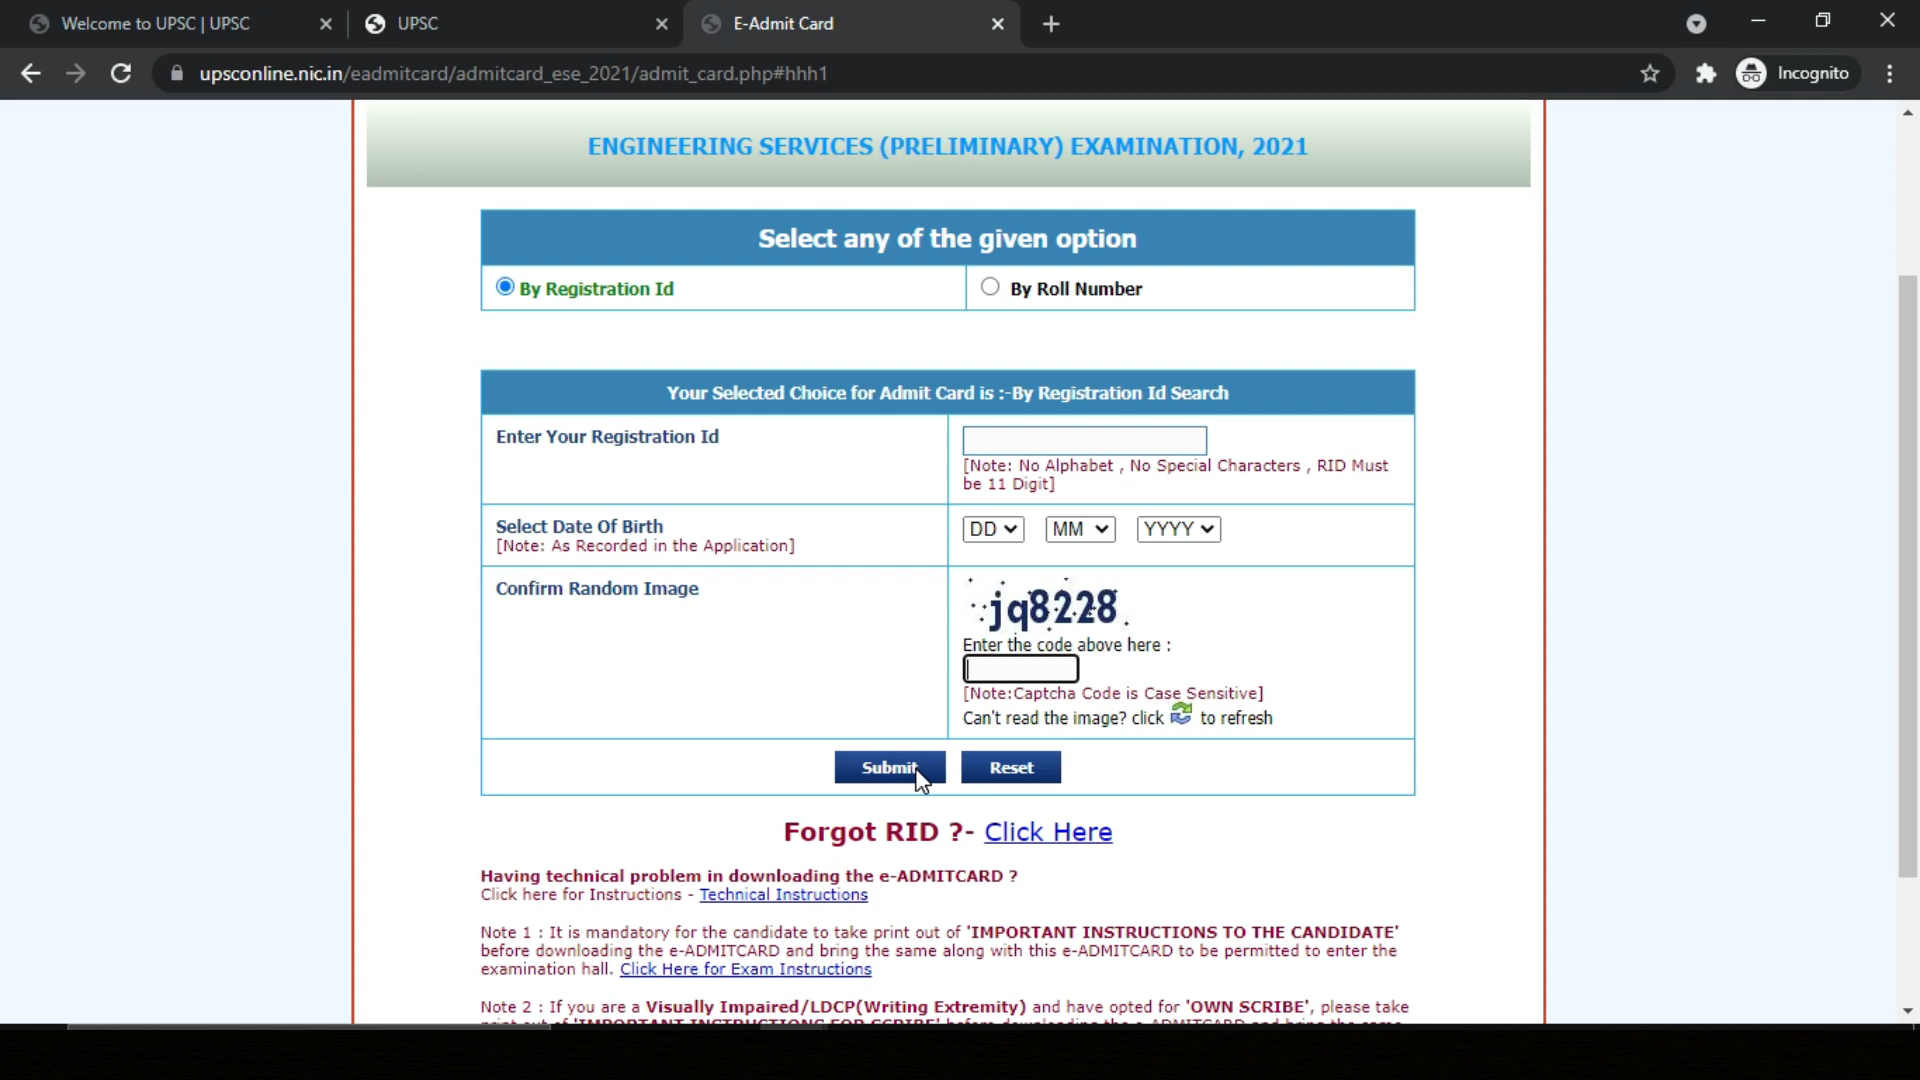 Welcome to UPSC | UPSC
UPSC
E-Admit Card
upsconline.nic.in/eadmitcard/admitcard_ese_2021/admit_card.php#hhh1
Incognito
ENGINEERING SERVICES (PRELIMINARY) EXAMINATION, 2021
Select any of the given option
By Registration Id
By Roll Number
Your Selected Choice for Admit Card is :-By Registration Id Search
Enter Your Registration Id
[Note: No Alphabet , No Special Characters , RID Must
be 11 Digit]
Select Date Of Birth
[Note: As Recorded in the Application]
DD MM YYYY
Confirm Random Image
jq8228
Enter the code above here :
[Note:Captcha Code is Case Sensitive]
Can't read the image? click to refresh
Submit Reset
Forgot RID ?- Click Here
Having technical problem in downloading the e-ADMITCARD ?
Click here for Instructions - Technical Instructions
Note 1 : It is mandatory for the candidate to take print out of 'IMPORTANT INSTRUCTIONS TO THE CANDIDATE'
before downloading the e-ADMITCARD and bring the same along with this e-ADMITCARD to be permitted to enter the
examination hall. Click Here for Exam Instructions
Note 2 : If you are a Visually Impaired/LDCP(Writing Extremity) and have opted for 'OWN SCRIBE', please take